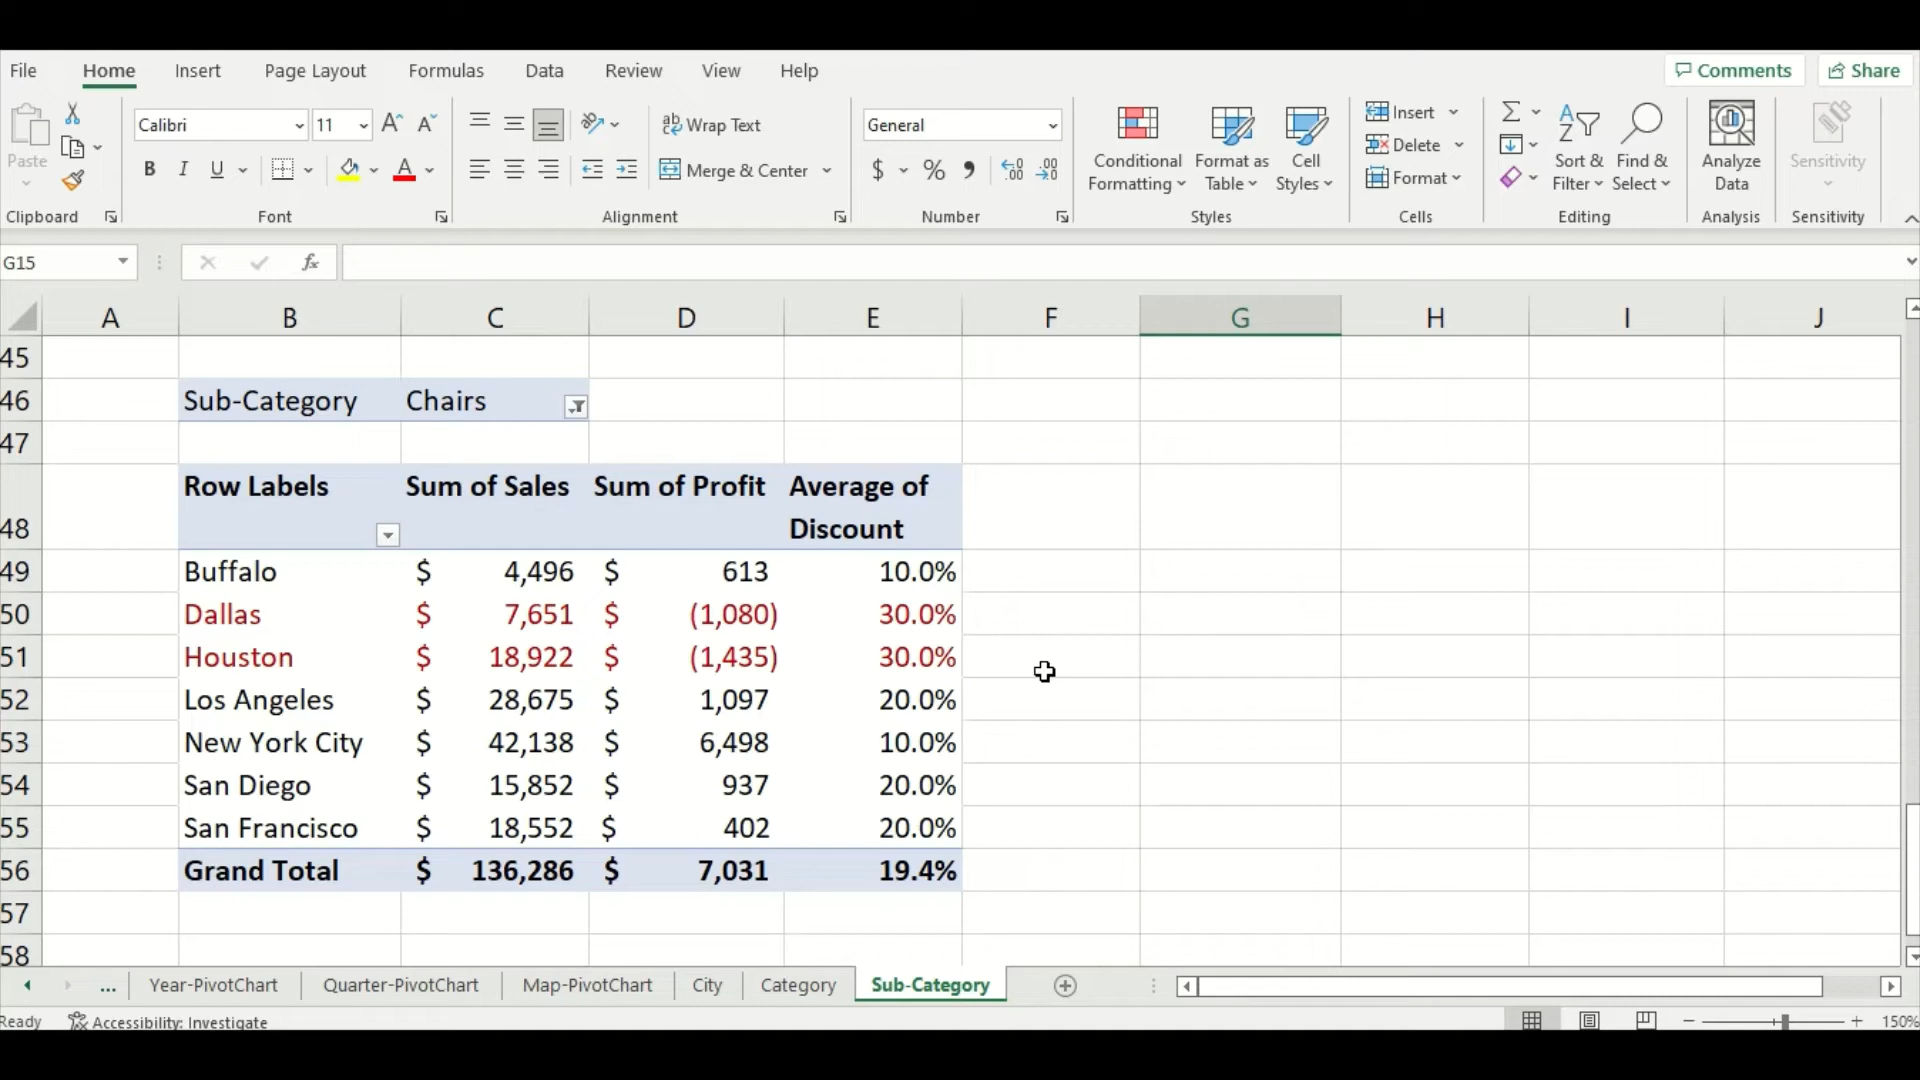 File Home Insert Page Layout Formulas Data Review View Help Comments Share
Calibri 11 A A ab Wrap Text General Insert
Paste B I U A Merge & Center $ % , Conditional Formatting Format as Table Cell Styles Delete Format Sort & Filter Find & Select Analyze Data Sensitivity
Clipboard Font Alignment Number Styles Cells Editing Analysis Sensitivity
G15 fx
A B C D E F G H I J
45
46 Sub-Category Chairs
47
Row Labels Sum of Sales Sum of Profit Average of
48 Discount
49 Buffalo $ 4,496 $ 613 10.0%
50 Dallas $ 7,651 $ (1,080) 30.0%
51 Houston $ 18,922 $ (1,435) 30.0%
52 Los Angeles $ 28,675 $ 1,097 20.0%
53 New York City $ 42,138 $ 6,498 10.0%
54 San Diego $ 15,852 $ 937 20.0%
55 San Francisco $ 18,552 $ 402 20.0%
56 Grand Total $ 136,286 $ 7,031 19.4%
57
58
... Year-PivotChart Quarter-PivotChart Map-PivotChart City Category Sub-Category
Ready Accessibility: Investigate 150%